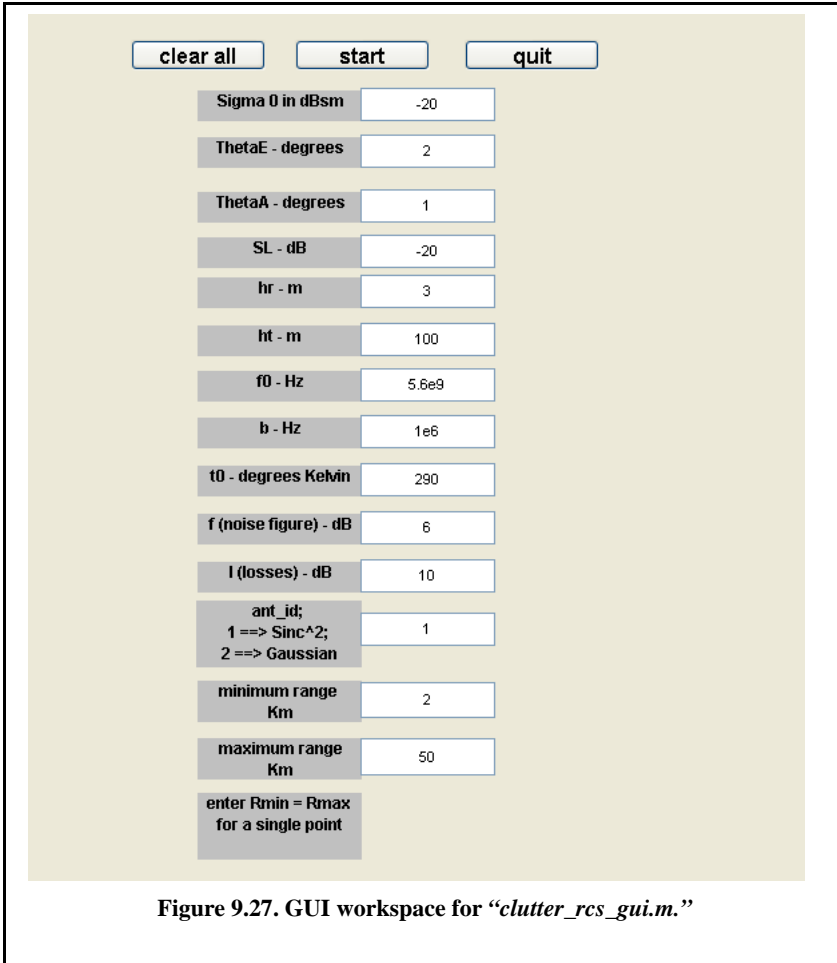 clear all start quit
Sigma 0 in dBsm -20
ThetaE - degrees 2
ThetaA - degrees 1
SL - dB -20
hr - m 3
ht - m 100
f0 - Hz 5.6e9
b - Hz 1e6
t0 - degrees Kelvin 290
f (noise figure) - dB 6
l (losses) - dB 10
ant_id;
1 ==> Sinc^2; 1
2 ==> Gaussian
minimum range
Km 2
maximum range
Km 50
enter Rmin = Rmax
for a single point
Figure 9.27. GUI workspace for “clutter_rcs_gui.m.”